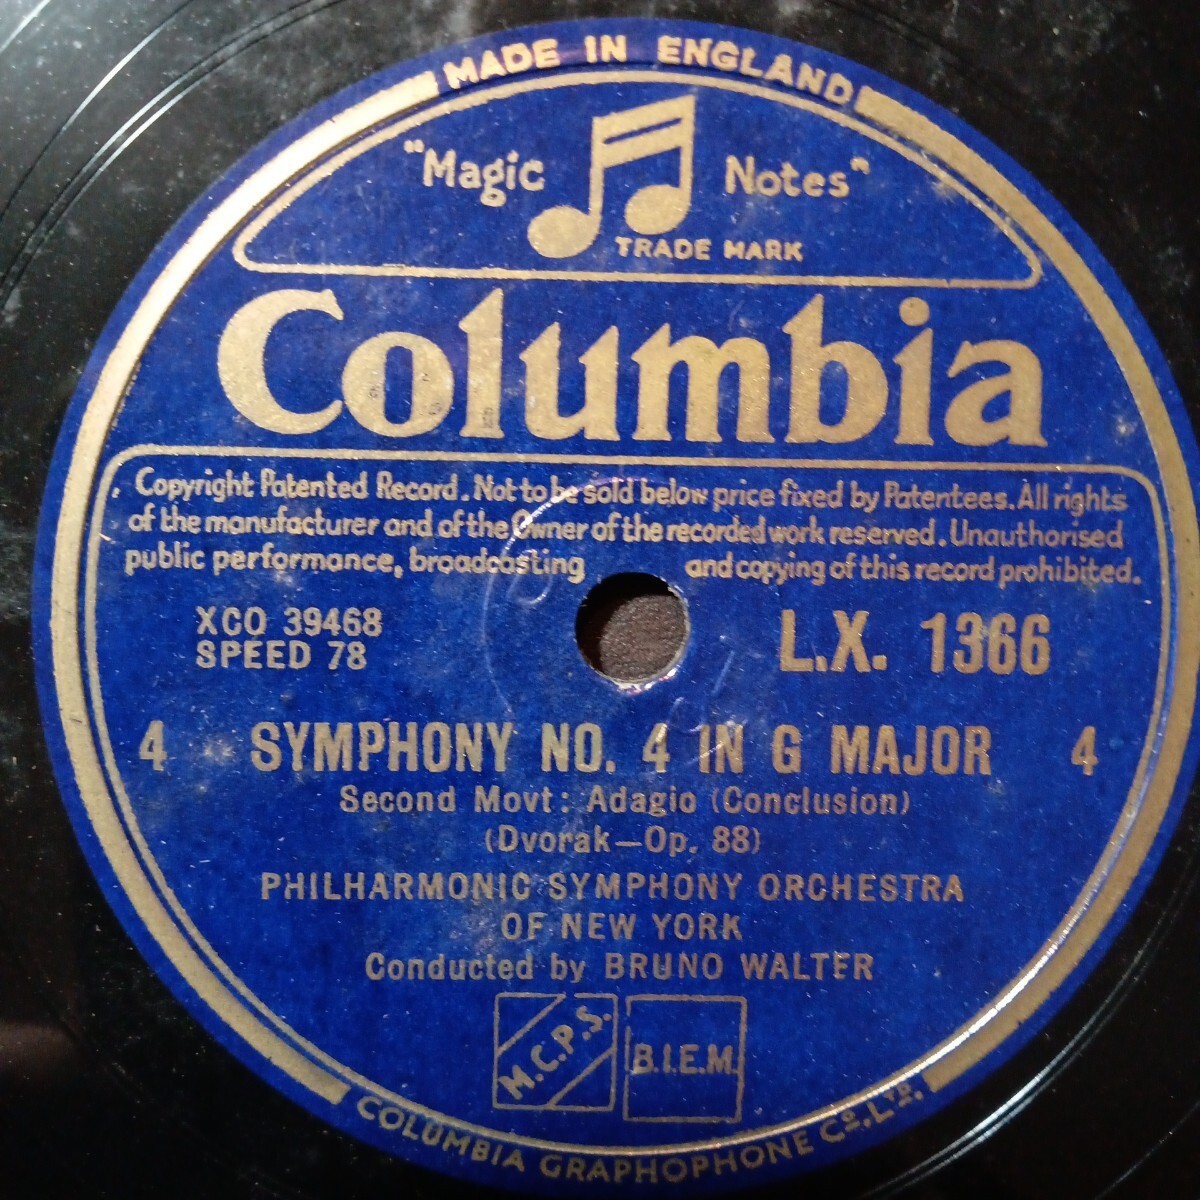 MADE IN ENGLAND
"Magic Notes"
TRADE MARK
Columbia
Copyright Patented Record. Not to be sold below price fixed by Patentees. All rights
of the manufacturer and of the Owner of the recorded work reserved. Unauthorised
public performance, broadcasting and copying of this record prohibited.
XCO 39468
SPEED 78
L.X. 1366
4 SYMPHONY NO. 4 IN G MAJOR 4
Second Movt: Adagio (Conclusion)
(Dvorak—Op. 88)
PHILHARMONIC SYMPHONY ORCHESTRA
OF NEW YORK
Conducted by BRUNO WALTER
M.C.P.S.
B.I.E.M.
COLUMBIA GRAPHOPHONE CO., LTD.